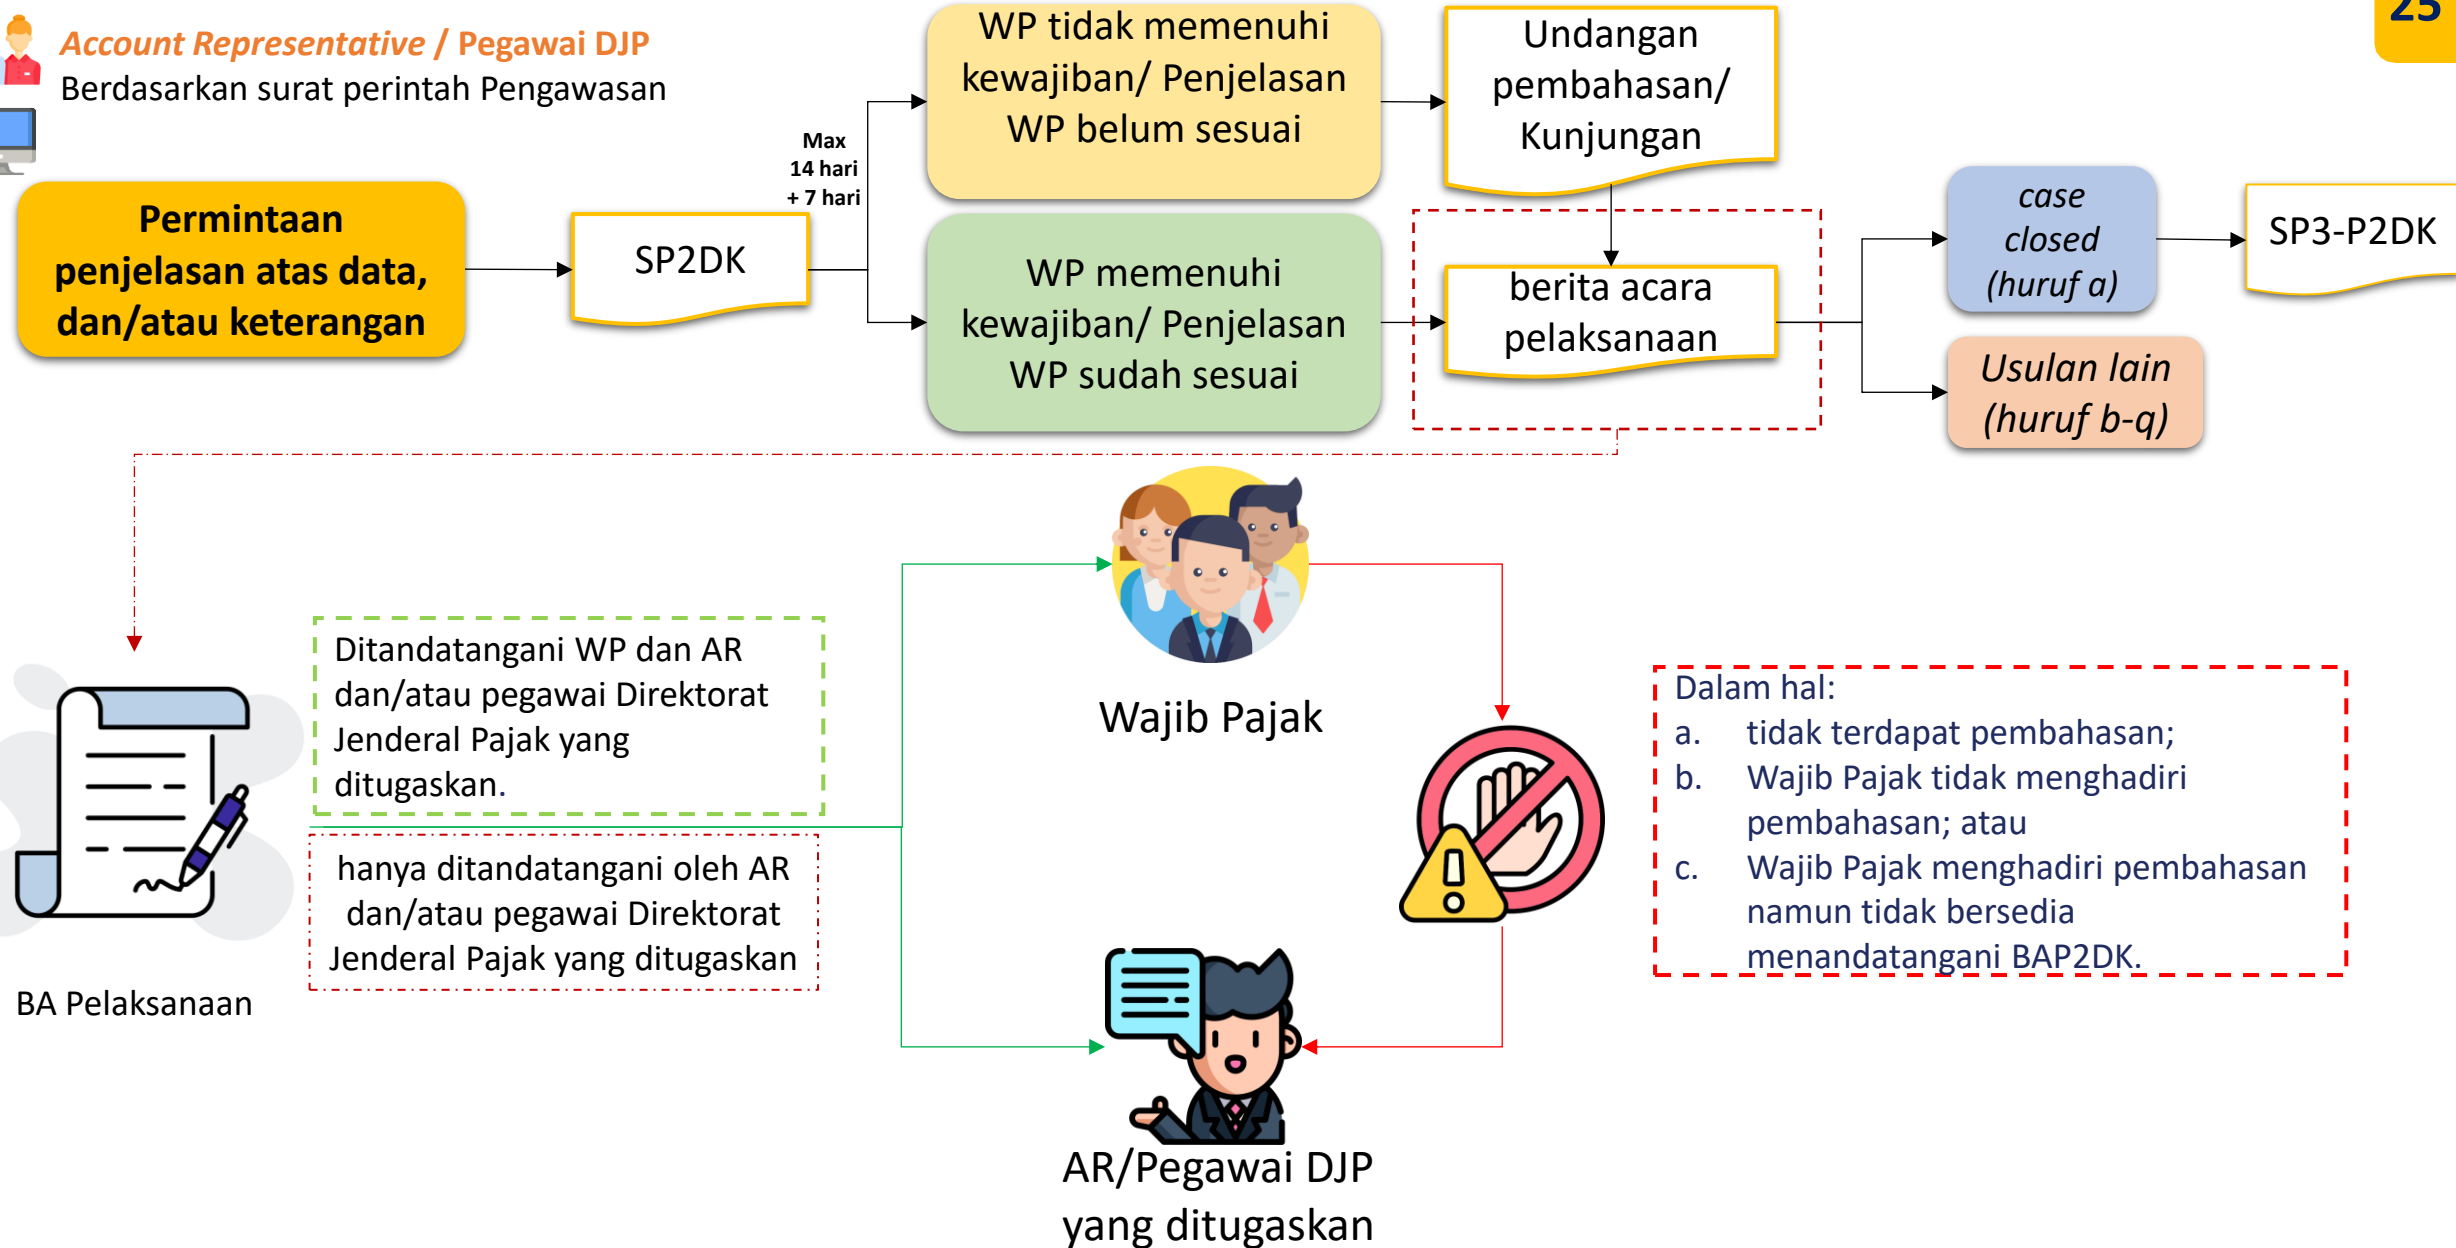 25
Account Representative / Pegawai DJP
Berdasarkan surat perintah Pengawasan
Permintaan
penjelasan atas data,
dan/atau keterangan
SP2DK
Max
14 hari
+ 7 hari
WP tidak memenuhi
kewajiban/ Penjelasan
WP belum sesuai
WP memenuhi
kewajiban/ Penjelasan
WP sudah sesuai
Undangan
pembahasan/
Kunjungan
berita acara
pelaksanaan
case
closed
(huruf a)
SP3-P2DK
Usulan lain
(huruf b-q)
Ditandatangani WP dan AR
dan/atau pegawai Direktorat
Jenderal Pajak yang
ditugaskan.
hanya ditandatangani oleh AR
dan/atau pegawai Direktorat
Jenderal Pajak yang ditugaskan
BA Pelaksanaan
Wajib Pajak
AR/Pegawai DJP
yang ditugaskan
Dalam hal:
a. tidak terdapat pembahasan;
b. Wajib Pajak tidak menghadiri
pembahasan; atau
c. Wajib Pajak menghadiri pembahasan
namun tidak bersedia
menandatangani BAP2DK.